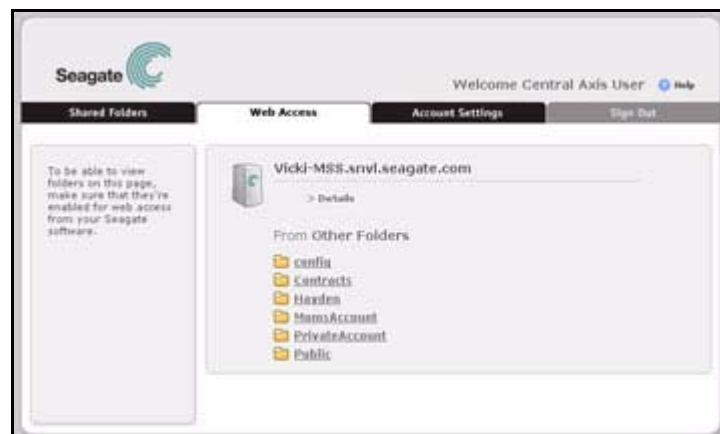 Seagate
Welcome Central Axis User ? Help
Shared Folders Web Access Account Settings Sign Out
To be able to view
folders on this page,
make sure that they're
enabled for web access
from your Seagate
software.
Vicki-MSS.snvl.seagate.com
> Details
From Other Folders
config
Contracts
Hayden
MomsAccount
PrivateAccount
Public